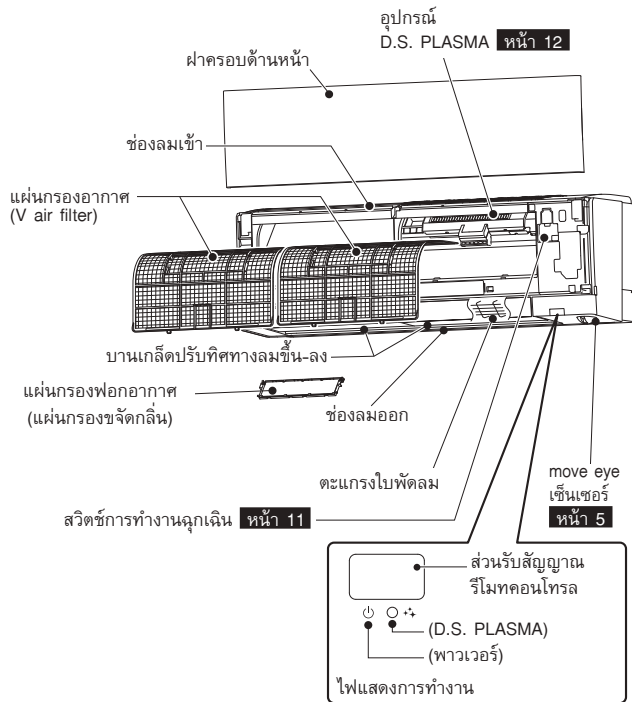 อุปกรณ์
D.S. PLASMA หน้า 12
ฝาครอบด้านหน้า
ช่องลมเข้า
แผ่นกรองอากาศ
(V air filter)
บานเกล็ดปรับทิศทางลมขึ้น-ลง
แผ่นกรองฟอกอากาศ
(แผ่นกรองขจัดกลิ่น)
ช่องลมออก
ตะแกรงใบพัดลม
move eye
เซ็นเซอร์
หน้า 5
สวิตช์การทำงานฉุกเฉิน หน้า 11
ส่วนรับสัญญาณ
รีโมทคอนโทรล
(D.S. PLASMA)
(พาวเวอร์)
ไฟแสดงการทำงาน